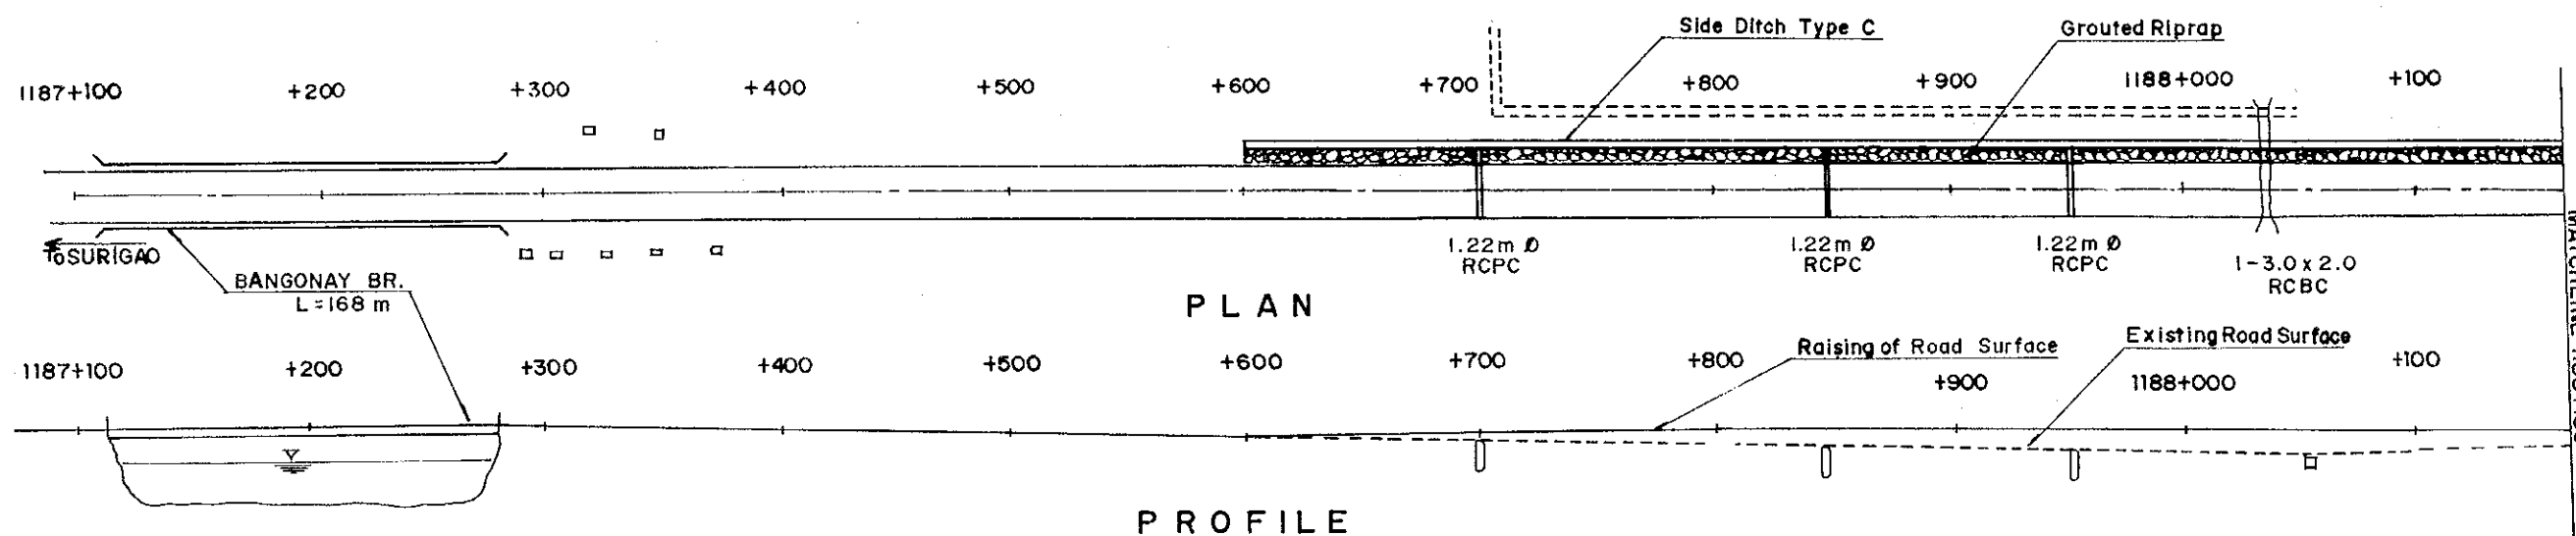 Side Ditch Type C
Grouted Riprap
1187+100 +200 +300 +400 +500 +600 +700 +800 +900 1188+000 +100
To SURIGAO
BANGONAY BR.
L=168 m
1.22m Ø
RCPC
1.22m Ø
RCPC
1.22m Ø
RCPC
1-3.0 x 2.0
RCBC
PLAN
Raising of Road Surface
Existing Road Surface
1187+100 +200 +300 +400 +500 +600 +700 +800 +900 1188+000 +100
PROFILE